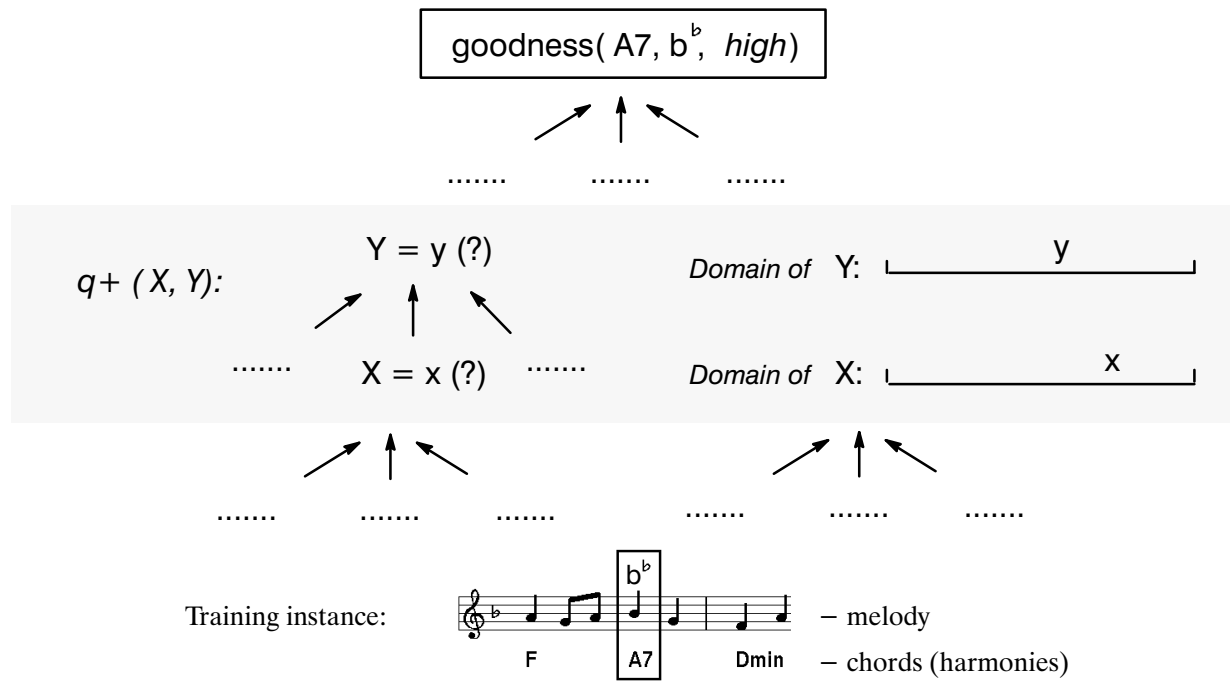 goodness( A7, b♭, high)
....... ....... .......
Y = y (?)
q+ ( X, Y):
Domain of Y: y
....... X = x (?) .......
Domain of X: x
....... ....... ....... ....... ....... .......
b♭
Training instance: – melody
F A7 Dmin – chords (harmonies)